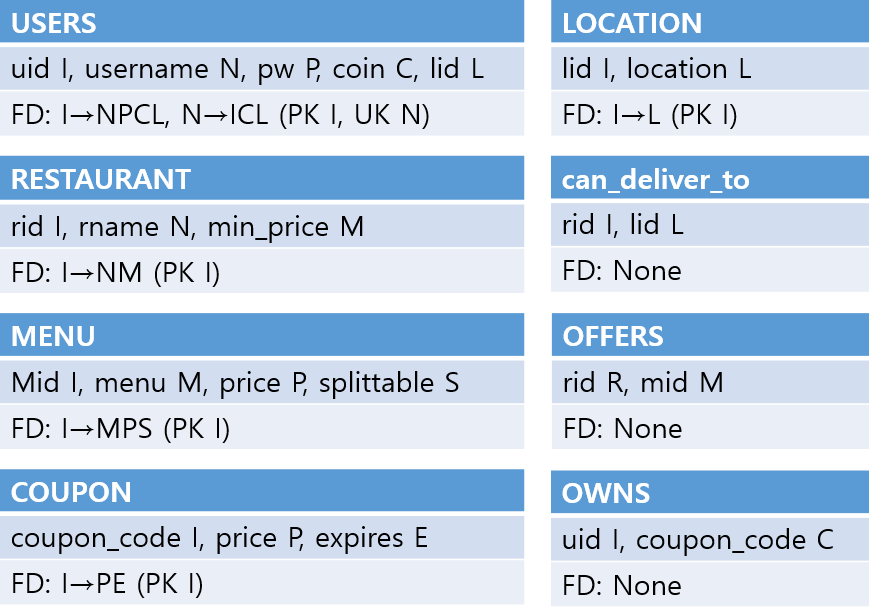 USERS
uid I, username N, pw P, coin C, lid L
FD: I→NPCL, N→ICL (PK I, UK N)
LOCATION
lid I, location L
FD: I→L (PK I)
RESTAURANT
rid I, rname N, min_price M
FD: I→NM (PK I)
can_deliver_to
rid I, lid L
FD: None
MENU
Mid I, menu M, price P, splittable S
FD: I→MPS (PK I)
OFFERS
rid R, mid M
FD: None
COUPON
coupon_code I, price P, expires E
FD: I→PE (PK I)
OWNS
uid I, coupon_code C
FD: None